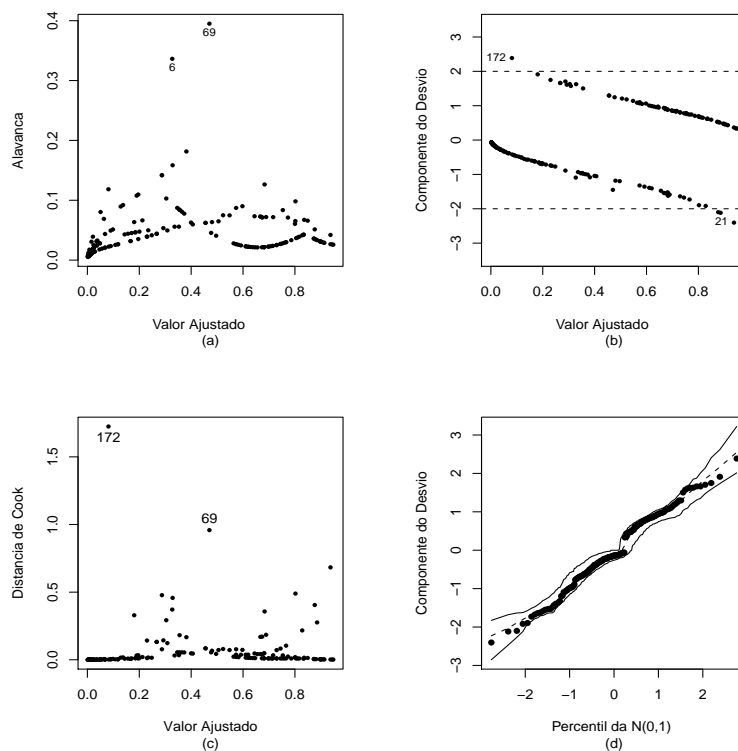 0.4
0.3
0.2
0.1
0.0
Alavanca
69
6
0.0 0.2 0.4 0.6 0.8
Valor Ajustado
(a)
3
2
1
0
−1
−2
−3
Componente do Desvio
172
21
0.0 0.2 0.4 0.6 0.8
Valor Ajustado
(b)
1.5
1.0
0.5
0.0
Distancia de Cook
172
69
0.0 0.2 0.4 0.6 0.8
Valor Ajustado
(c)
3
2
1
0
−1
−2
−3
Componente do Desvio
−2 −1 0 1 2
Percentil da N(0,1)
(d)